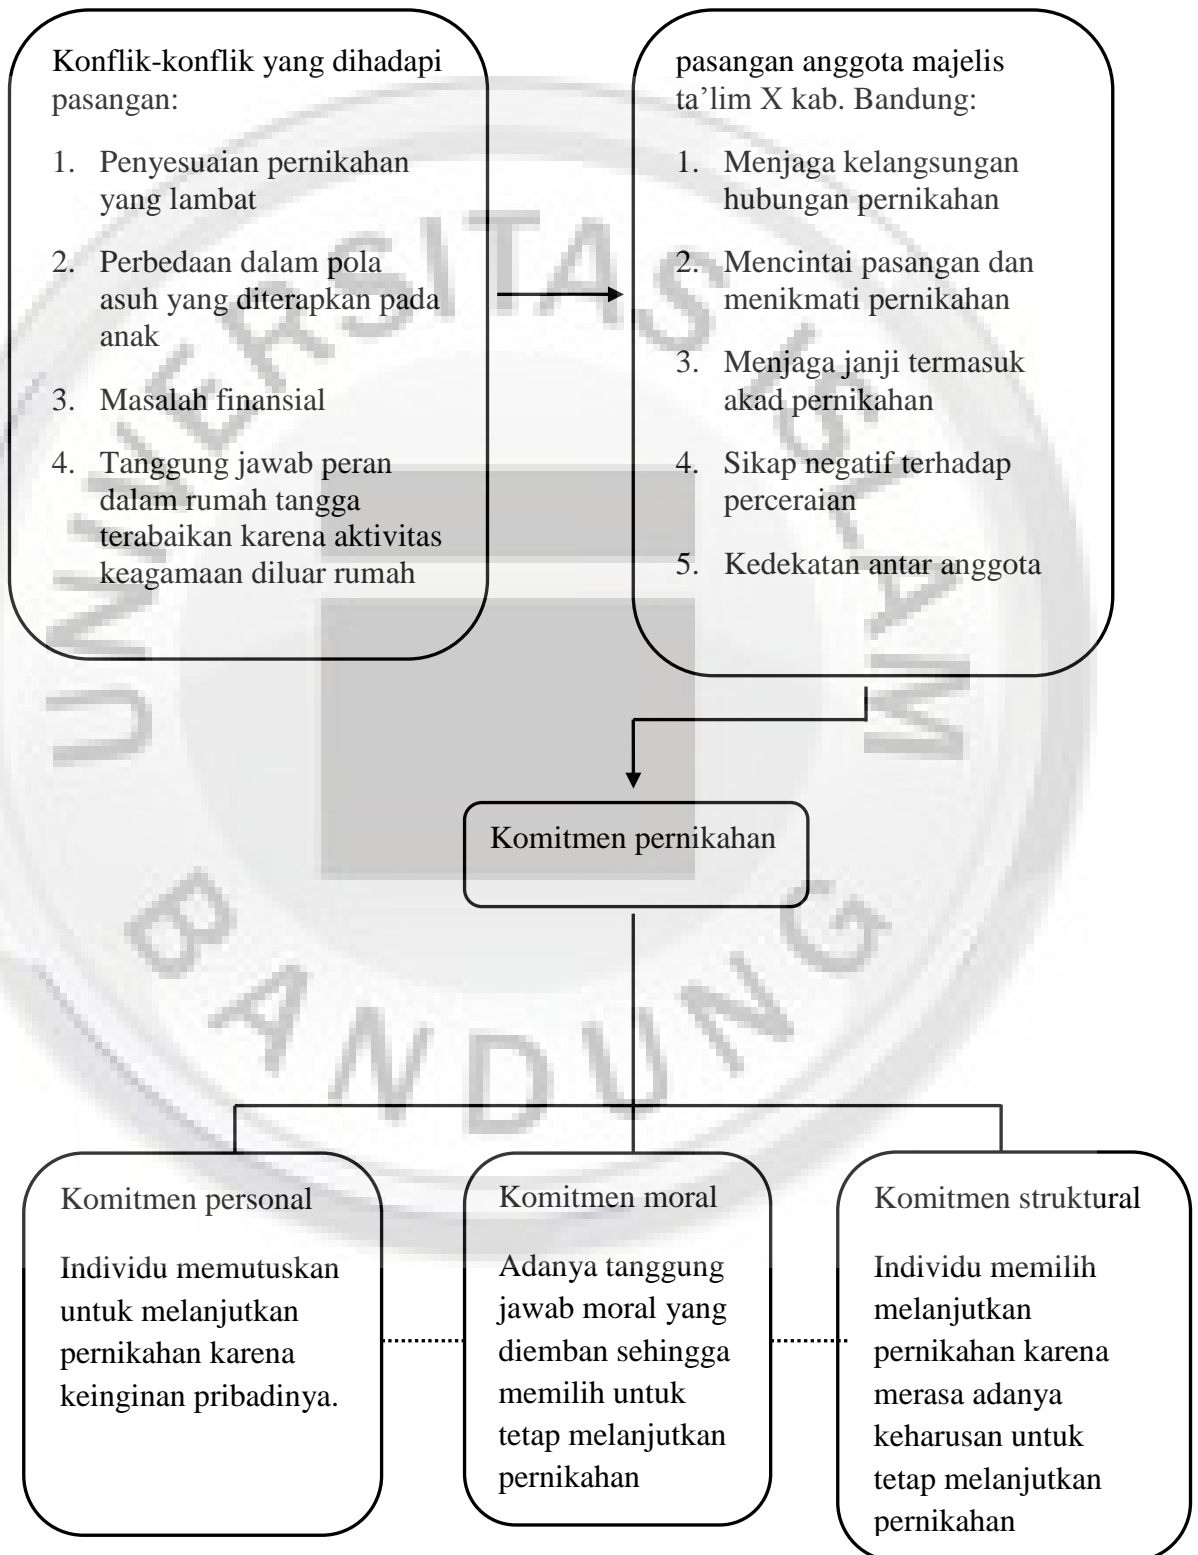 Konflik-konflik yang dihadapi
pasangan:
1. Penyesuaian pernikahan
yang lambat
2. Perbedaan dalam pola
asuh yang diterapkan pada
anak
3. Masalah finansial
4. Tanggung jawab peran
dalam rumah tangga
terabaikan karena aktivitas
keagamaan diluar rumah
pasangan anggota majelis
ta’lim X kab. Bandung:
1. Menjaga kelangsungan
hubungan pernikahan
2. Mencintai pasangan dan
menikmati pernikahan
3. Menjaga janji termasuk
akad pernikahan
4. Sikap negatif terhadap
perceraian
5. Kedekatan antar anggota
Komitmen pernikahan
Komitmen personal
Individu memutuskan
untuk melanjutkan
pernikahan karena
keinginan pribadinya.
Komitmen moral
Adanya tanggung
jawab moral yang
diemban sehingga
memilih untuk
tetap melanjutkan
pernikahan
Komitmen struktural
Individu memilih
melanjutkan
pernikahan karena
merasa adanya
keharusan untuk
tetap melanjutkan
pernikahan
UNIVERSITAS ISLAM
BANDUNG